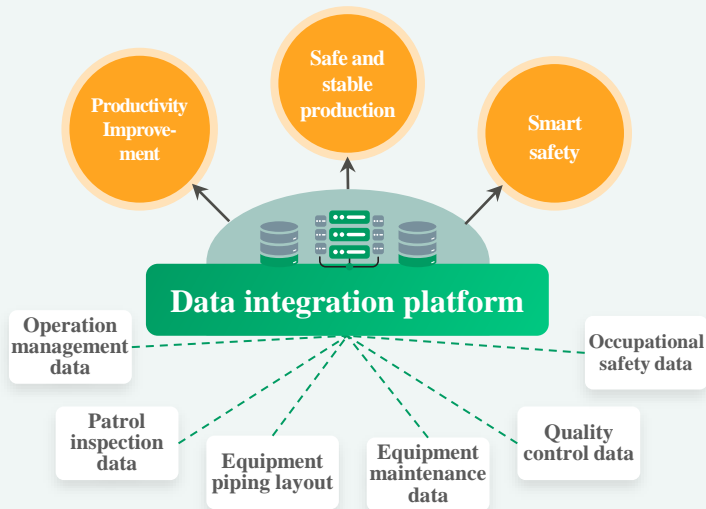 Productivity
Improve-
ment
Safe and
stable
production
Smart
safety
Data integration platform
Operation
management
data
Patrol
inspection
data
Equipment
piping layout
Equipment
maintenance
data
Quality
control data
Occupational
safety data